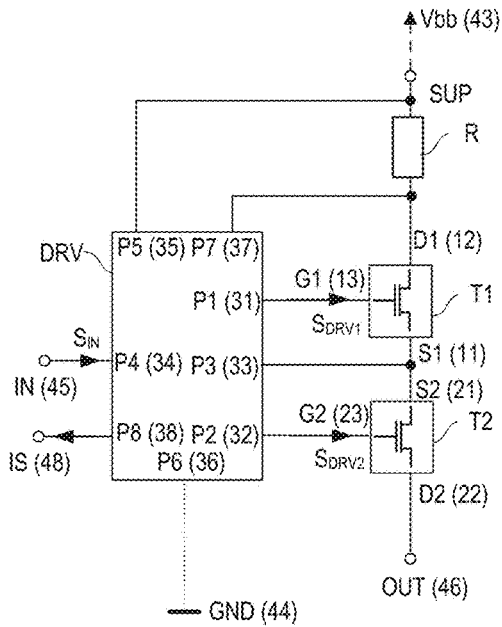 Vbb (43)
SUP
R
DRV
P5 (35) P7 (37)
D1 (12)
P1 (31)
G1 (13)
T1
SDRV1
SIN
IN (45)
P4 (34) P3 (33)
S1 (11)
S2 (21)
G2 (23)
T2
IS (48)
P8 (38) P2 (32)
SDRV2
P6 (36)
D2 (22)
OUT (46)
GND (44)